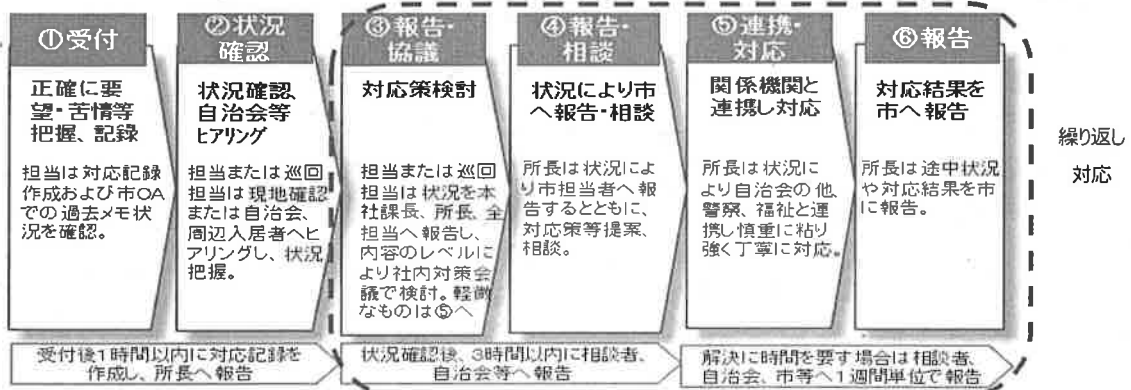 ①受付
正確に要
望・苦情等
把握、記録
担当は対応記録
作成および市OA
での過去メモ状
況を確認。
②状況
確認
状況確認、
自治会等
ヒアリング
担当または巡回
担当は現地確認
または自治会、
周辺入居者へヒ
アリングし、状況
把握。
受付後1時間以内に対応記録を
作成し、所長へ報告
③報告・
協議
対応策検討
担当または巡回
担当は状況を本
社課長、所長、全
担当へ報告し、
内容のレベルに
より社内対策会
議で検討。軽微
なものは⑤へ
④報告・
相談
状況により市
へ報告・相談
所長は状況によ
り市担当者へ報
告するとともに、
対応策等提案、
相談。
状況確認後、3時間以内に相談者、
自治会等へ報告
⑤連携・
対応
関係機関と
連携し対応
所長は状況に
より自治会の他、
警察、福祉と連
携し慎重に粘り
強く丁寧に対応。
⑥報告
対応結果を
市へ報告
所長は途中状況
や対応結果を市
に報告。
解決に時間を要す場合は相談者、
自治会、市等へ1週間単位で報告
繰り返し
対応